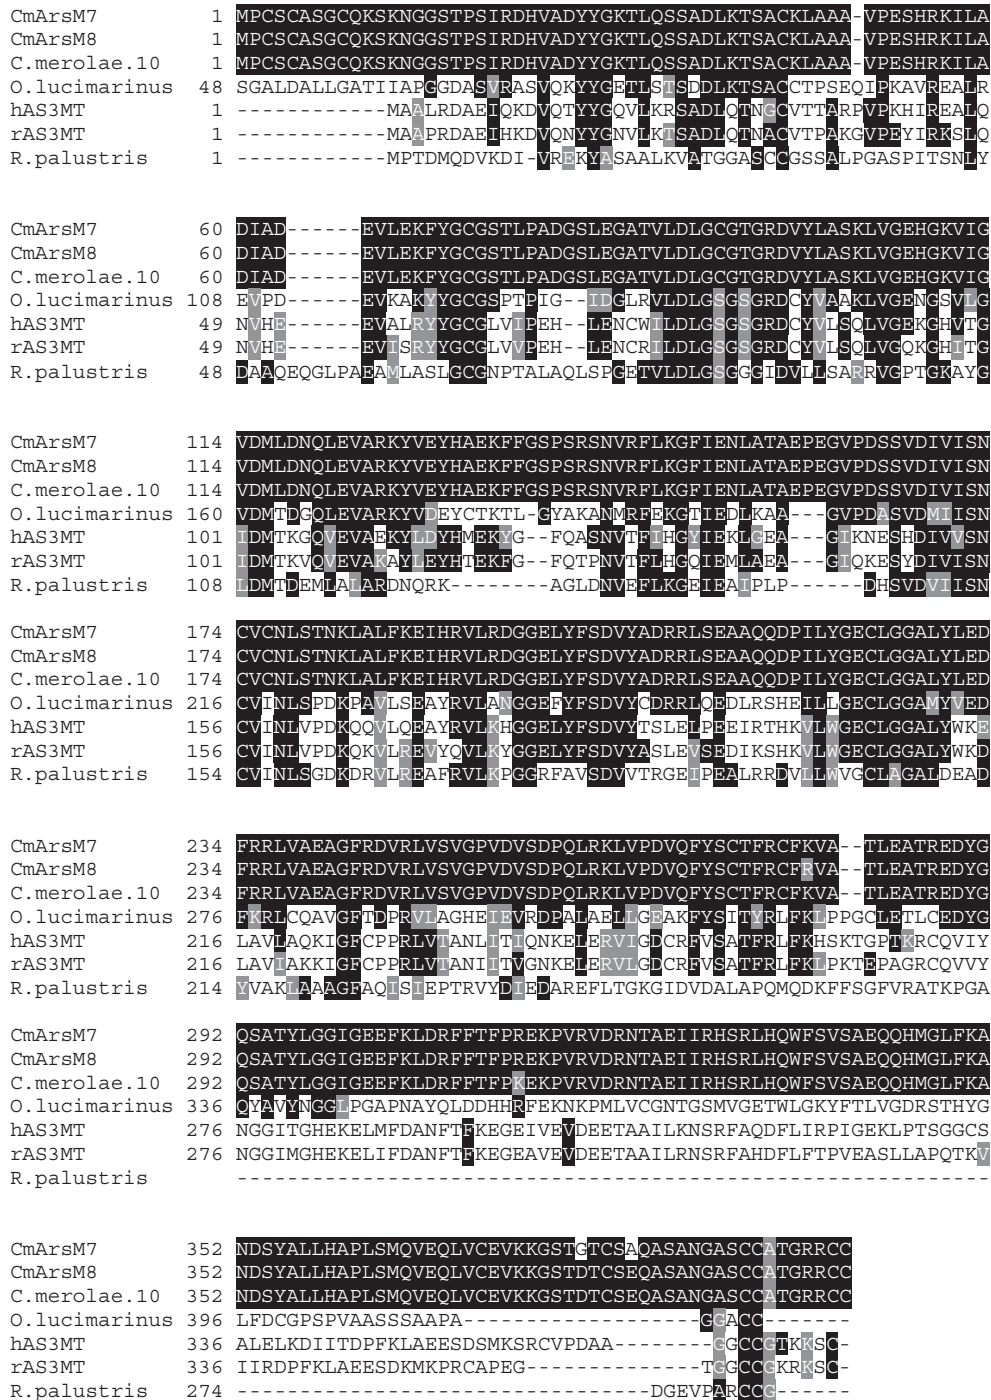 CmArsM7 1 MPCSCASGCQKSKNGGSTPSIRDHVADYYGKTLQSSADLKTSACKLAAA-VPESHRKILA
CmArsM8 1 MPCSCASGCQKSKNGGSTPSIRDHVADYYGKTLQSSADLKTSACKLAAA-VPESHRKILA
C.merolae.10 1 MPCSCASGCQKSKNGGSTPSIRDHVADYYGKTLQSSADLKTSACKLAAA-VPESHRKILA
O.lucimarinus 48 SGALDALLGATIIAPGGDASVRASVQKYYGETLSTSDDLKTSACCTPSEQIPKAVREALR
hAS3MT 1 ------------MAALRDAEIQKDVQTYYGQVLKRSADLQTNGCVTTARPVPKHIREALQ
rAS3MT 1 ------------MAAPRDAEIHKDVQNYYGNVLKTSADLQTNACVTPAKGVPEYIRKSLQ
R.palustris 1 ------------MPTDMQDVKDI-VREKYASAALKVATGGASCCGSSALPGASPITSNLY
CmArsM7 60 DIAD------EVLEKFYGCGSTLPADGSLEGATVLDLGCGTGRDVYLASKLVGEHGKVIG
CmArsM8 60 DIAD------EVLEKFYGCGSTLPADGSLEGATVLDLGCGTGRDVYLASKLVGEHGKVIG
C.merolae.10 60 DIAD------EVLEKFYGCGSTLPADGSLEGATVLDLGCGTGRDVYLASKLVGEHGKVIG
O.lucimarinus 108 EVPD------EVKAKYYGCGSPTPIG--IDGLRVLDLGSGSGRDCYVAAKLVGENGSVLG
hAS3MT 49 NVHE------EVALRYYGCGLVIPEH--LENCWILDLGSGSGRDCYVLSQLVGEKGHVTG
rAS3MT 49 NVHE------EVISRYYGCGLVVPEH--LENCRILDLGSGSGRDCYVLSQLVGQKGHITG
R.palustris 48 DAAQEQGLPAEAMLASLGCGNPTALAQLSPGETVLDLGSGGGIDVLLSARRVGPTGKAYG
CmArsM7 114 VDMLDNQLEVARKYVEYHAEKFFGSPSRSNVRFLKGFIENLATAEPEGVPDSSVDIVISN
CmArsM8 114 VDMLDNQLEVARKYVEYHAEKFFGSPSRSNVRFLKGFIENLATAEPEGVPDSSVDIVISN
C.merolae.10 114 VDMLDNQLEVARKYVEYHAEKFFGSPSRSNVRFLKGFIENLATAEPEGVPDSSVDIVISN
O.lucimarinus 160 VDMTDGQLEVARKYVDEYCTKTL-GYAKANMRFEKGTIEDLKAA---GVPDASVDMIISN
hAS3MT 101 IDMTKGQVEVAEKYLDYHMEKYG--FQASNVTFIHGYIEKLGEA---GIKNESHDIVVSN
rAS3MT 101 IDMTKVQVEVAKAYLEYHTEKFG--FQTPNVTFLHGQIEMLAEA---GIQKESYDIVISN
R.palustris 108 LDMTDEMLALARDNQRK--------AGLDNVEFLKGEIEAIPLP------DHSVDVIISN
CmArsM7 174 CVCNLSTNKLALFKEIHRVLRDGGELYFSDVYADRRLSEAAQQDPILYGECLGGALYLED
CmArsM8 174 CVCNLSTNKLALFKEIHRVLRDGGELYFSDVYADRRLSEAAQQDPILYGECLGGALYLED
C.merolae.10 174 CVCNLSTNKLALFKEIHRVLRDGGELYFSDVYADRRLSEAAQQDPILYGECLGGALYLED
O.lucimarinus 216 CVINLSPDKPAVLSEAYRVLANGGEFYFSDVYCDRRLQEDLRSHEILLGECLGGAMYVED
hAS3MT 156 CVINLVPDKQQVLQEAYRVLKHGGELYFSDVYTSLELPEEIRTHKVLWGECLGGALYWKE
rAS3MT 156 CVINLVPDKQKVLREVYQVLKYGGELYFSDVYASLEVSEDIKSHKVLWGECLGGALYWKD
R.palustris 154 CVINLSGDKDRVLREAFRVLKPGGRFAVSDVVTRGEIPEALRRDVLLWVGCLAGALDEAD
CmArsM7 234 FRRLVAEAGFRDVRLVSVGPVDVSDPQLRKLVPDVQFYSCTFRCFKVA--TLEATREDYG
CmArsM8 234 FRRLVAEAGFRDVRLVSVGPVDVSDPQLRKLVPDVQFYSCTFRCFRVA--TLEATREDYG
C.merolae.10 234 FRRLVAEAGFRDVRLVSVGPVDVSDPQLRKLVPDVQFYSCTFRCFKVA--TLEATREDYG
O.lucimarinus 276 FKRLCQAVGFTDPRVLAGHEIEVRDPALAELLGEAKFYSITYRLFKLPPGCLETLCEDYG
hAS3MT 216 LAVLAQKIGFCPPRLVTANLITIQNKELERVIGDCRFVSATFRLFKHSKTGPTKRCQVIY
rAS3MT 216 LAVIAKKIGFCPPRLVTANIITVGNKELERVLGDCRFVSATFRLFKLPKTEPAGRCQVVY
R.palustris 214 YVAKLAAAGFAQISIEPTRVYDIEDAREFLTGKGIDVDALAPQMQDKFFSGFVRATKPGA
CmArsM7 292 QSATYLGGIGEEFKLDRFFTFPREKPVRVDRNTAEIIRHSRLHQWFSVSAEQQHMGLFKA
CmArsM8 292 QSATYLGGIGEEFKLDRFFTFPREKPVRVDRNTAEIIRHSRLHQWFSVSAEQQHMGLFKA
C.merolae.10 292 QSATYLGGIGEEFKLDRFFTFPKEKPVRVDRNTAEIIRHSRLHQWFSVSAEQQHMGLFKA
O.lucimarinus 336 QYAVYNGGLPGAPNAYQLDDHHRFEKNKPMLVCGNTGSMVGETWLGKYFTLVGDRSTHYG
hAS3MT 276 NGGITGHEKELMFDANFTFKEGEIVEVDEETAAILKNSRFAQDFLIRPIGEKLPTSGGCS
rAS3MT 276 NGGIMGHEKELIFDANFTFKEGEAVEVDEETAAILRNSRFAHDFLFTPVEASLLAPQTKV
R.palustris ------------------------------------------------------------
CmArsM7 352 NDSYALLHAPLSMQVEQLVCEVKKGSTGTCSAQASANGASCCATGRRCC
CmArsM8 352 NDSYALLHAPLSMQVEQLVCEVKKGSTDTCSEQASANGASCCATGRRCC
C.merolae.10 352 NDSYALLHAPLSMQVEQLVCEVKKGSTDTCSEQASANGASCCATGRRCC
O.lucimarinus 396 LFDCGPSPVAASSSAAPA-------------------GGACC-------
hAS3MT 336 ALELKDIITDPFKLAEESDSMKSRCVPDAA--------GGCCGTKKSC-
rAS3MT 336 IIRDPFKLAEESDKMKPRCAPEG--------------TGGCCGKRKSC-
R.palustris 274 ---------------------------------DGEVPARCCG------